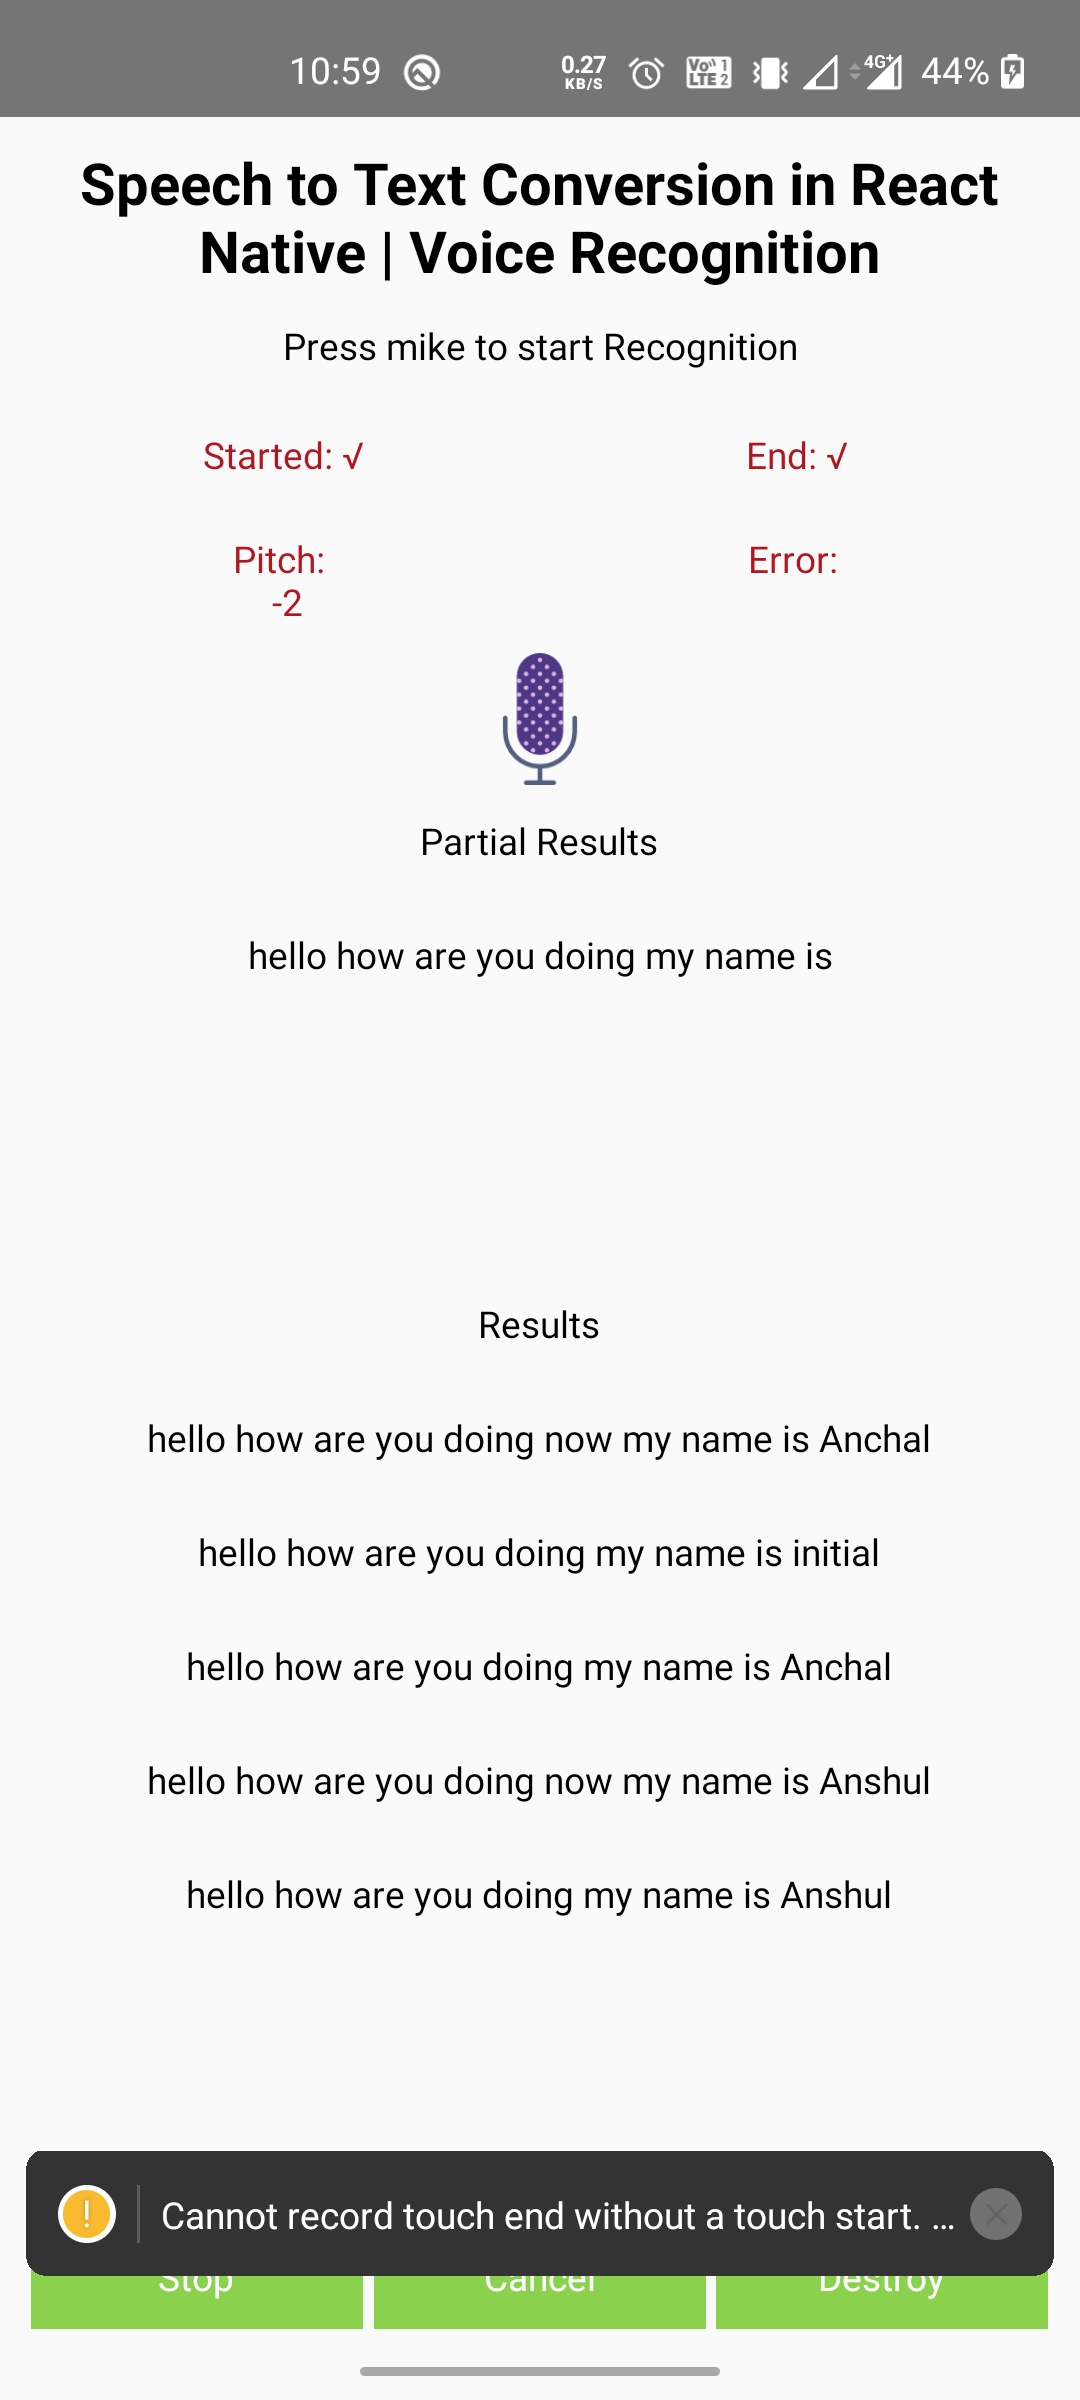 10:59 0.27 KB/S VoLTE 1 2 4G+ 44%
Speech to Text Conversion in React
Native | Voice Recognition
Press mike to start Recognition
Started: √ End: √
Pitch: Error:
-2
Partial Results
hello how are you doing my name is
Results
hello how are you doing now my name is Anchal
hello how are you doing my name is initial
hello how are you doing my name is Anchal
hello how are you doing now my name is Anshul
hello how are you doing my name is Anshul
! Cannot record touch end without a touch start. ...
Stop Cancel Destroy